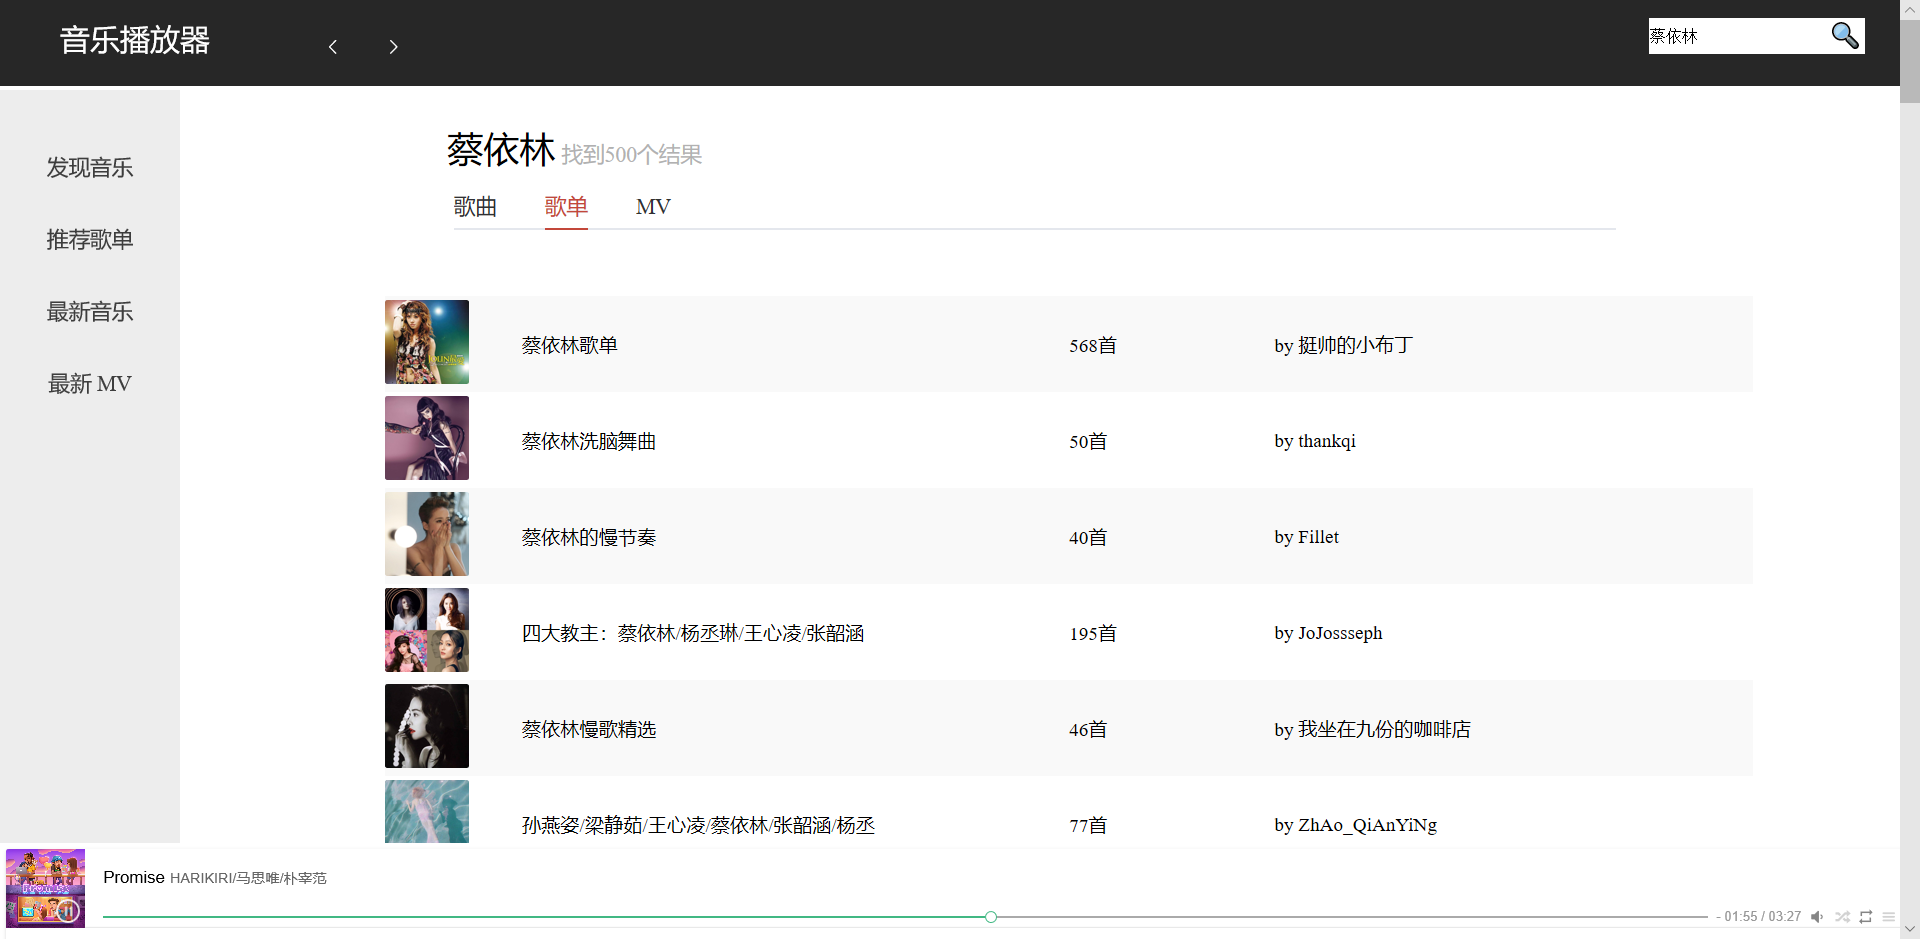 音乐播放器
蔡依林
发现音乐
推荐歌单
最新音乐
最新 MV
蔡依林 找到500个结果
歌曲 歌单 MV
蔡依林歌单 568首 by 挺帅的小布丁
蔡依林洗脑舞曲 50首 by thankqi
蔡依林的慢节奏 40首 by Fillet
四大教主：蔡依林/杨丞琳/王心凌/张韶涵 195首 by JoJossseph
蔡依林慢歌精选 46首 by 我坐在九份的咖啡店
孙燕姿/梁静茹/王心凌/蔡依林/张韶涵/杨丞 77首 by ZhAo_QiAnYiNg
Promise HARIKIRI/马思唯/朴宰范
- 01:55 / 03:27